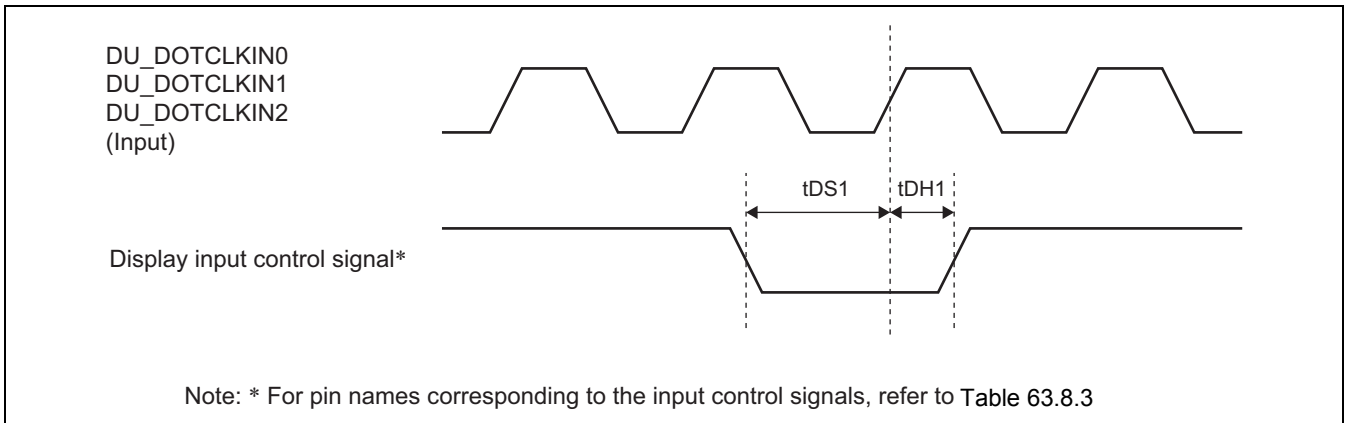 DU_DOTCLKIN0
DU_DOTCLKIN1
DU_DOTCLKIN2
(Input)
tDS1 tDH1
Display input control signal*
Note: * For pin names corresponding to the input control signals, refer to Table 63.8.3